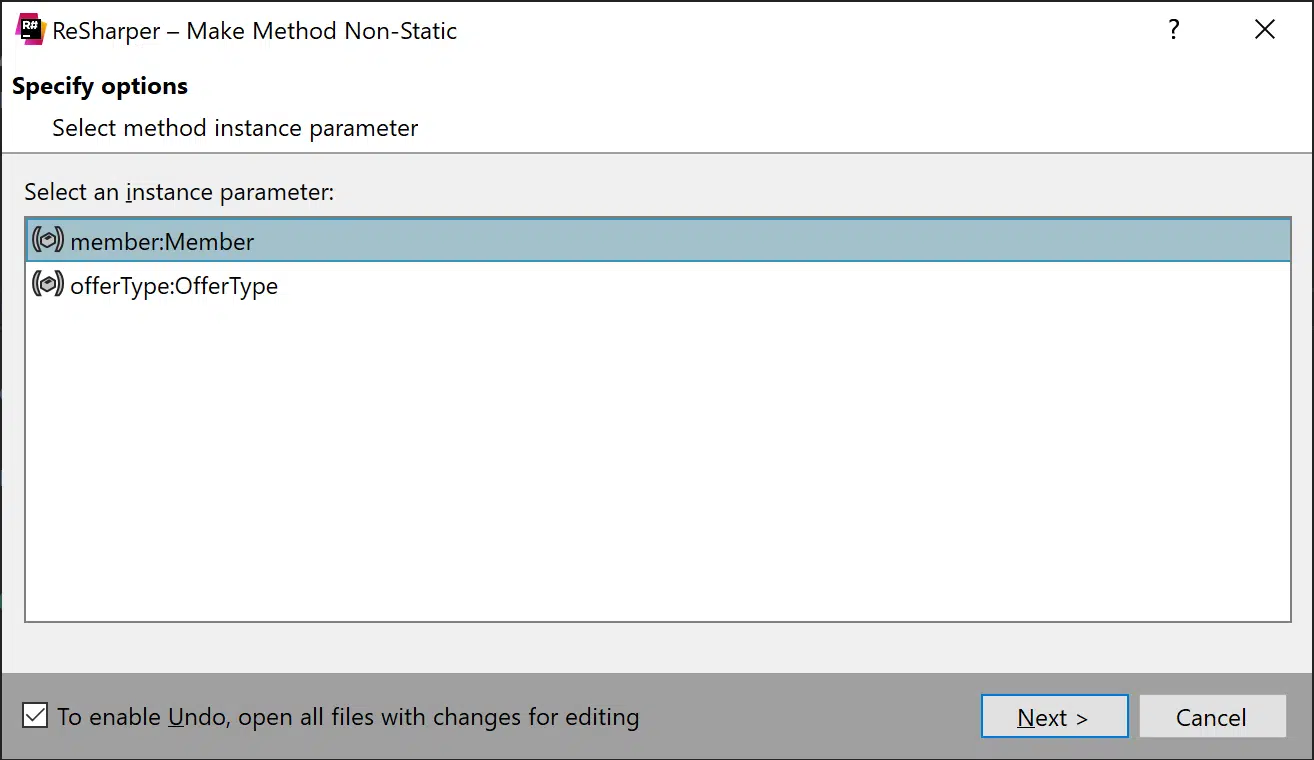 R#
ReSharper – Make Method Non-Static
?
Specify options
Select method instance parameter
Select an instance parameter:
member:Member
offerType:OfferType
To enable Undo, open all files with changes for editing
Next >
Cancel